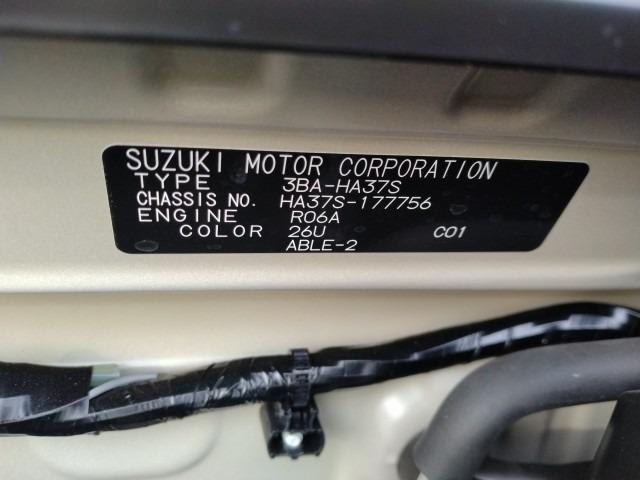 SUZUKI MOTOR CORPORATION
TYPE 3BA-HA37S
CHASSIS NO. HA37S-177756
ENGINE R06A
COLOR 26U C01
ABLE-2